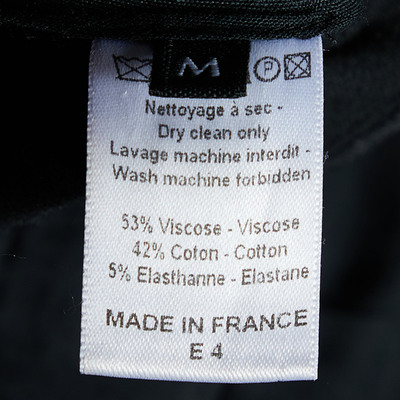 M
P
Nettoyage à sec -
Dry clean only
Lavage machine interdit -
Wash machine forbidden
53% Viscose - Viscose
42% Coton - Cotton
5% Elasthanne - Elastane
MADE IN FRANCE
E 4